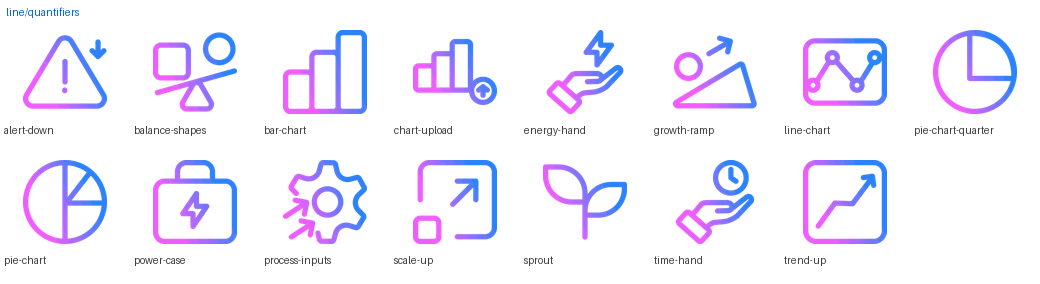 line/quantifiers
alert-down balance-shapes bar-chart chart-upload energy-hand growth-ramp line-chart pie-chart-quarter
pie-chart power-case process-inputs scale-up sprout time-hand trend-up